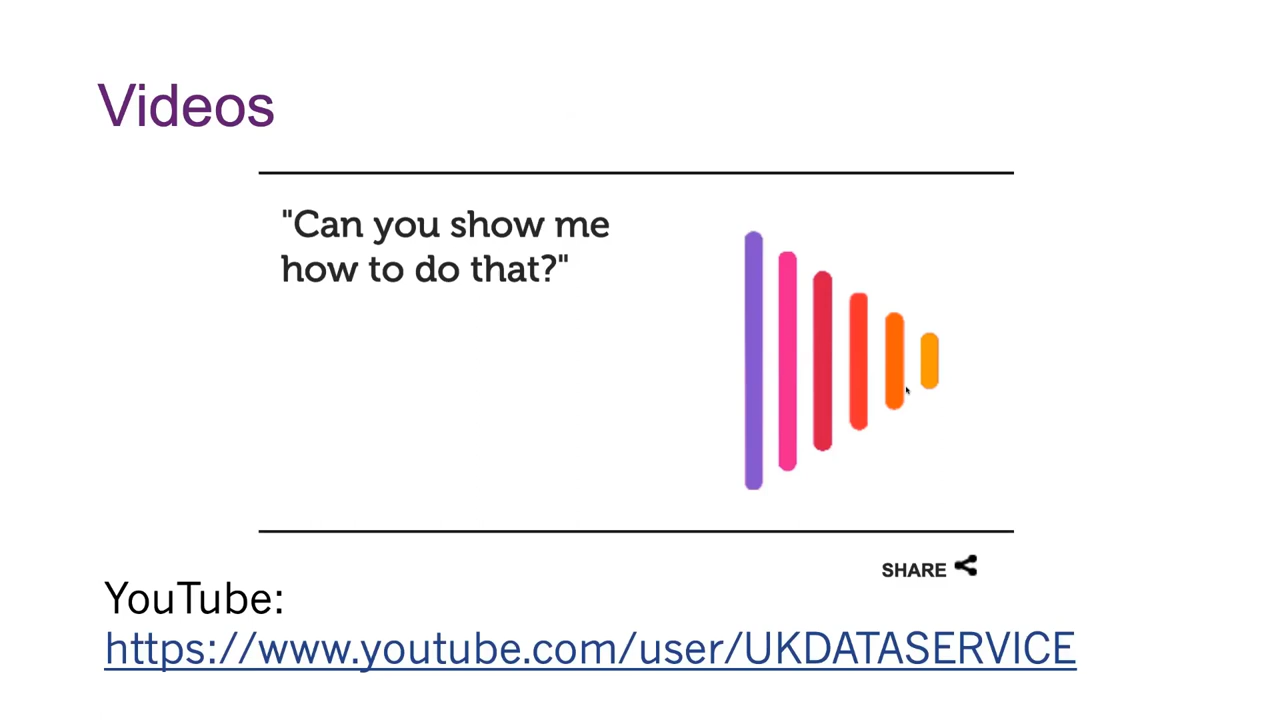 Videos
"Can you show me
how to do that?"
SHARE
YouTube:
https://www.youtube.com/user/UKDATASERVICE